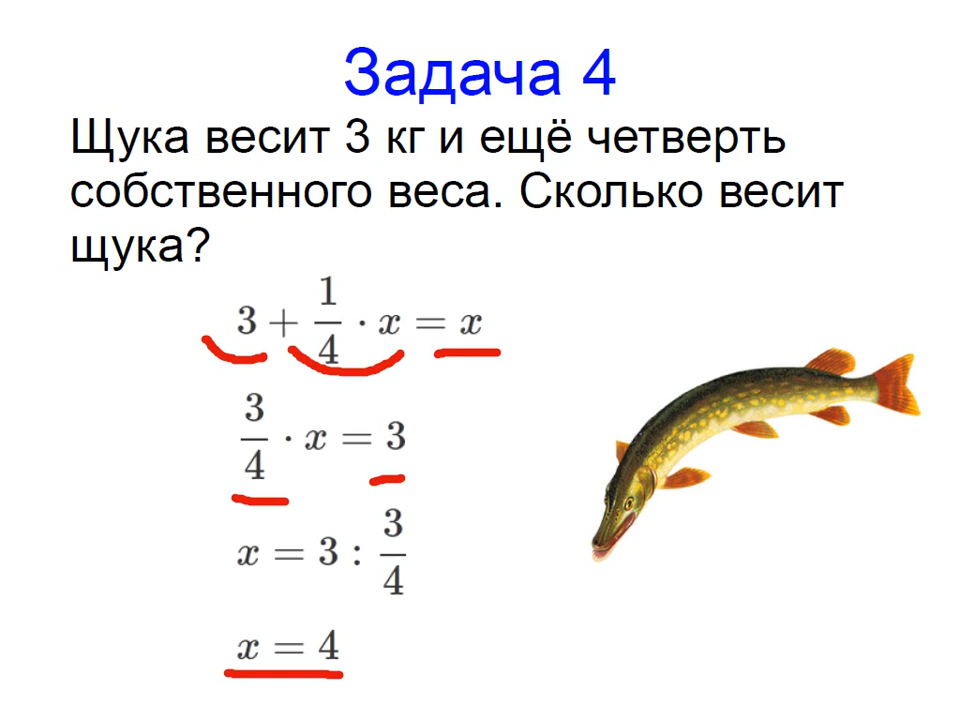 Задача 4
Щука весит 3 кг и ещё четверть
собственного веса. Сколько весит
щука?
3 + 1/4 · x = x
3/4 · x = 3
x = 3 : 3/4
x = 4